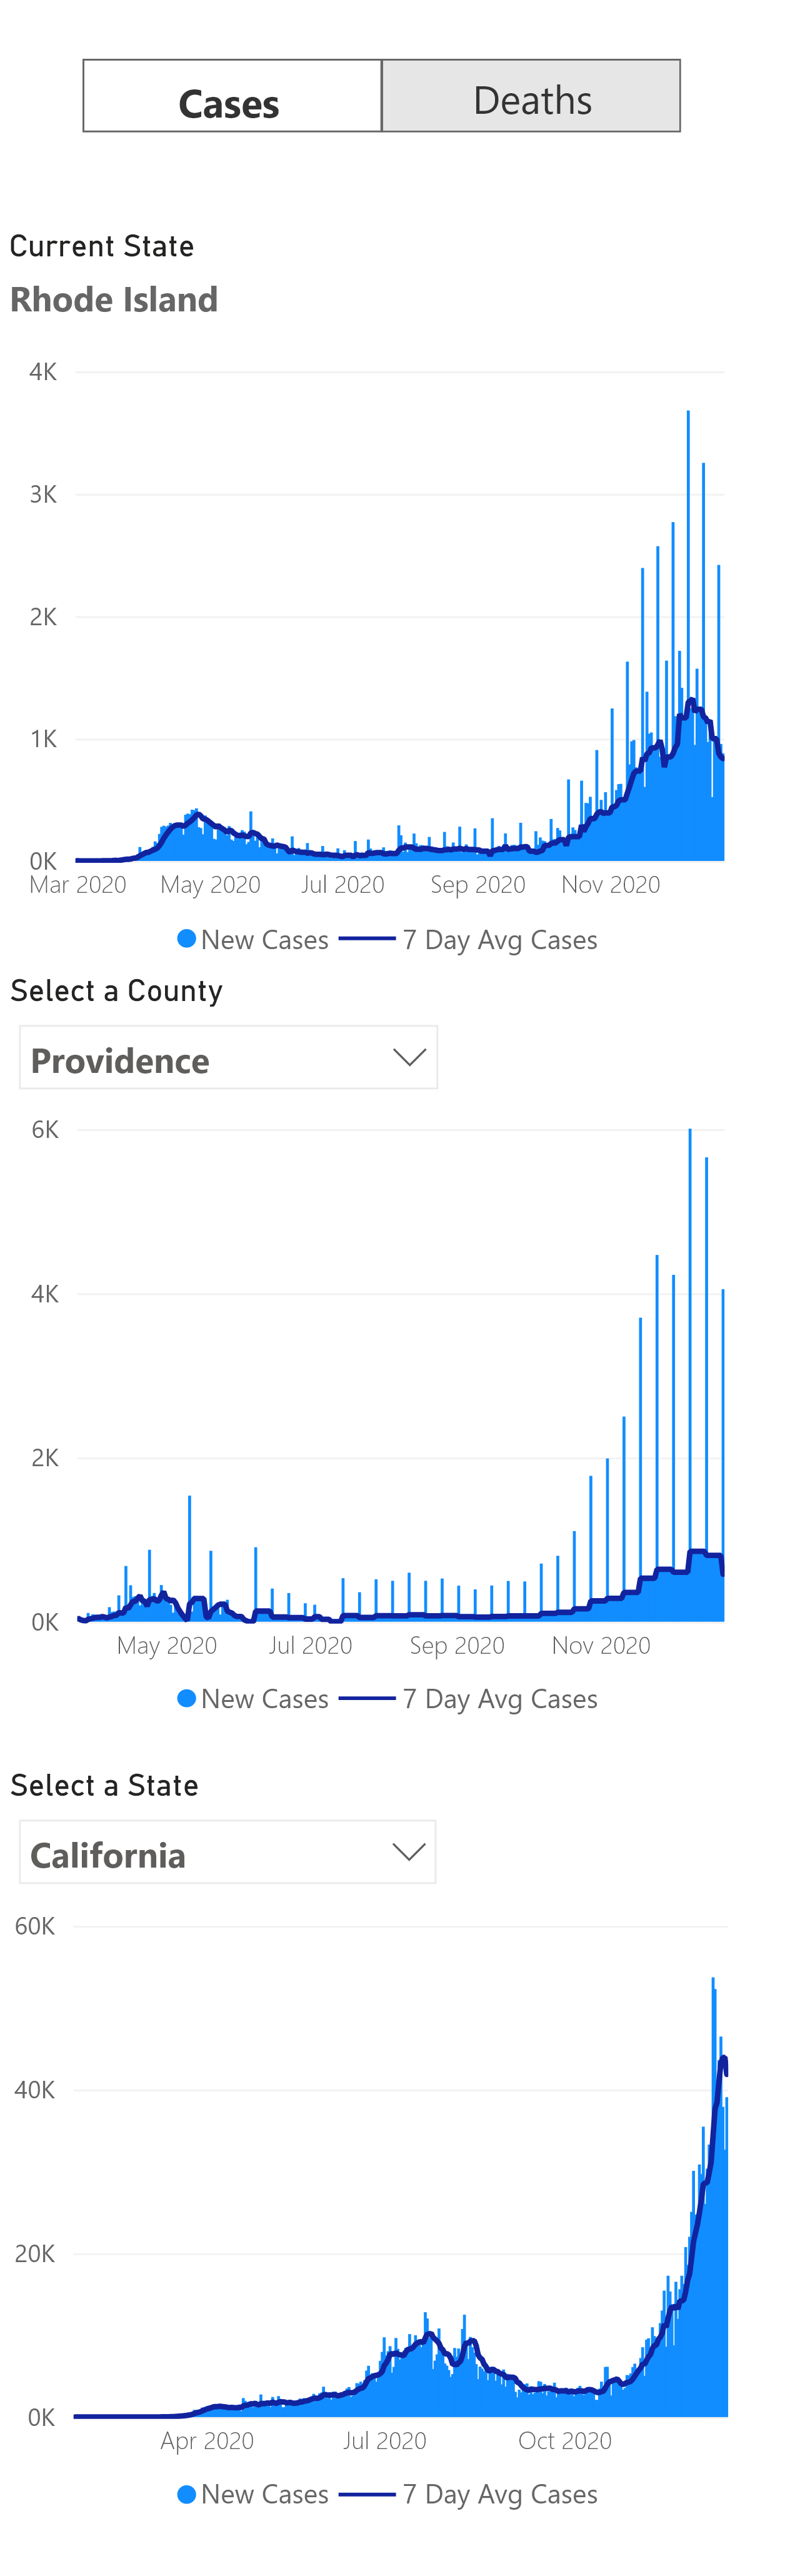 Cases Deaths
Current State
Rhode Island
4K
3K
2K
1K
0K
Mar 2020 May 2020 Jul 2020 Sep 2020 Nov 2020
New Cases 7 Day Avg Cases
Select a County
Providence
6K
4K
2K
0K
May 2020 Jul 2020 Sep 2020 Nov 2020
New Cases 7 Day Avg Cases
Select a State
California
60K
40K
20K
0K
Apr 2020 Jul 2020 Oct 2020
New Cases 7 Day Avg Cases